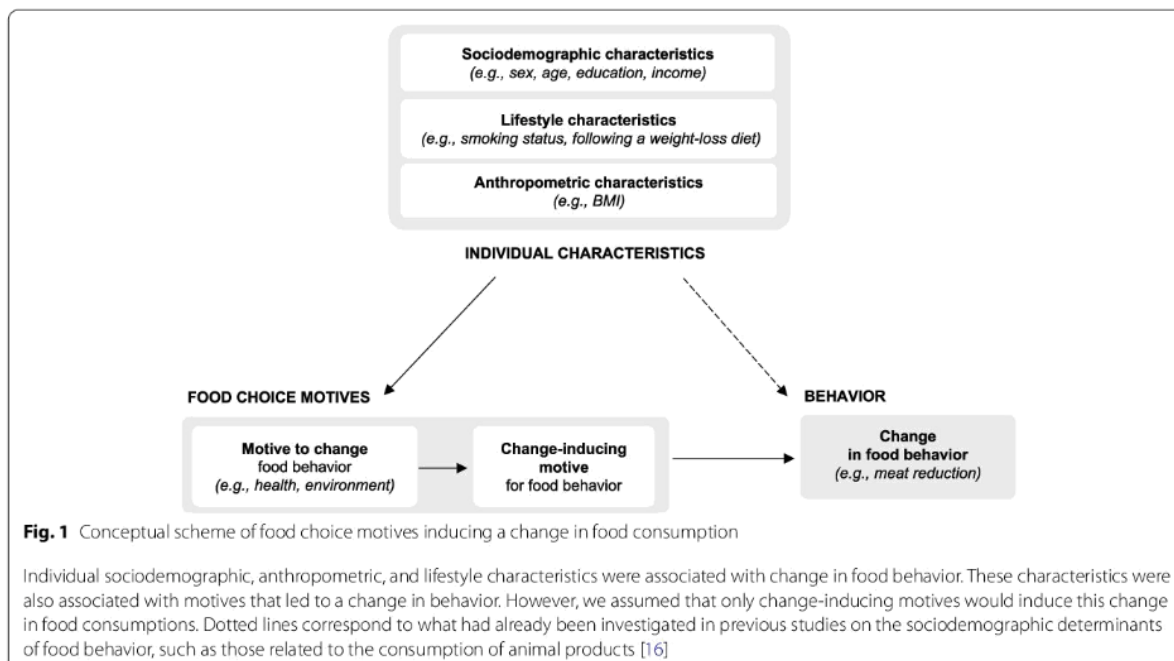 Sociodemographic characteristics
(e.g., sex, age, education, income)
Lifestyle characteristics
(e.g., smoking status, following a weight-loss diet)
Anthropometric characteristics
(e.g., BMI)
INDIVIDUAL CHARACTERISTICS
FOOD CHOICE MOTIVES
Motive to change
food behavior
(e.g., health, environment)
Change-inducing
motive
for food behavior
BEHAVIOR
Change
in food behavior
(e.g., meat reduction)
Fig. 1 Conceptual scheme of food choice motives inducing a change in food consumption
Individual sociodemographic, anthropometric, and lifestyle characteristics were associated with change in food behavior. These characteristics were
also associated with motives that led to a change in behavior. However, we assumed that only change-inducing motives would induce this change
in food consumptions. Dotted lines correspond to what had already been investigated in previous studies on the sociodemographic determinants
of food behavior, such as those related to the consumption of animal products [16]